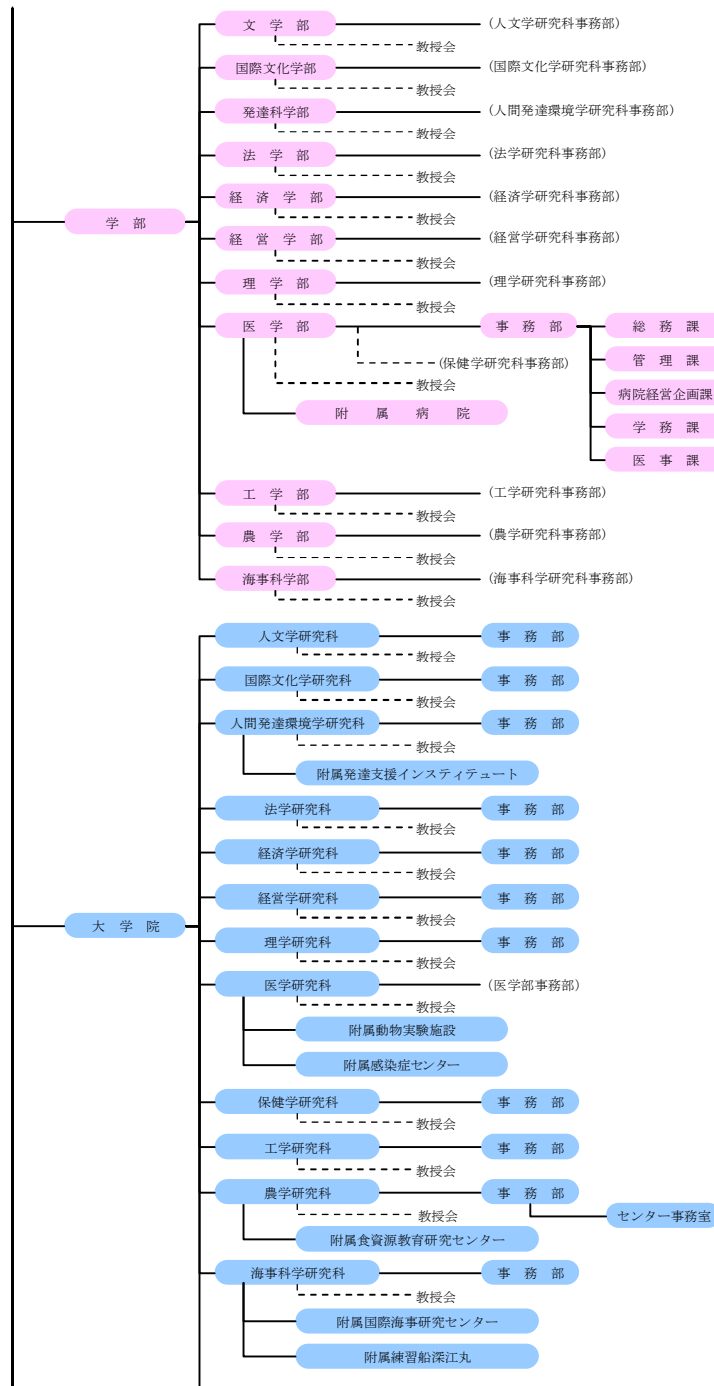 文学部
(人文学研究科事務部)
教授会
国際文化学部
(国際文化学研究科事務部)
教授会
発達科学部
(人間発達環境学研究科事務部)
教授会
法学部
(法学研究科事務部)
教授会
経済学部
(経済学研究科事務部)
教授会
学部
経営学部
(経営学研究科事務部)
教授会
理学部
(理学研究科事務部)
教授会
医学部
事務部
総務課
管理課
(保健学研究科事務部)
教授会
病院経営企画課
附属病院
学務課
医事課
工学部
(工学研究科事務部)
教授会
農学部
(農学研究科事務部)
教授会
海事科学部
(海事科学研究科事務部)
教授会
人文学研究科
事務部
教授会
国際文化学研究科
事務部
教授会
人間発達環境学研究科
事務部
教授会
附属発達支援インスティテュート
法学研究科
事務部
教授会
経済学研究科
事務部
教授会
経営学研究科
事務部
教授会
大学院
理学研究科
事務部
教授会
医学研究科
(医学部事務部)
教授会
附属動物実験施設
附属感染症センター
保健学研究科
事務部
教授会
工学研究科
事務部
教授会
農学研究科
事務部
教授会
センター事務室
附属食資源教育研究センター
海事科学研究科
事務部
教授会
附属国際海事研究センター
附属練習船深江丸